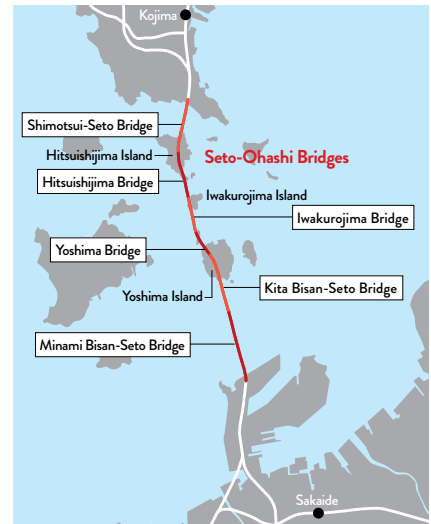 Kojima
Shimotsui-Seto Bridge
Hitsuishijima Island
Seto-Ohashi Bridges
Hitsuishijima Bridge
Iwakurojima Island
Iwakurojima Bridge
Yoshima Bridge
Kita Bisan-Seto Bridge
Yoshima Island
Minami Bisan-Seto Bridge
Sakaide